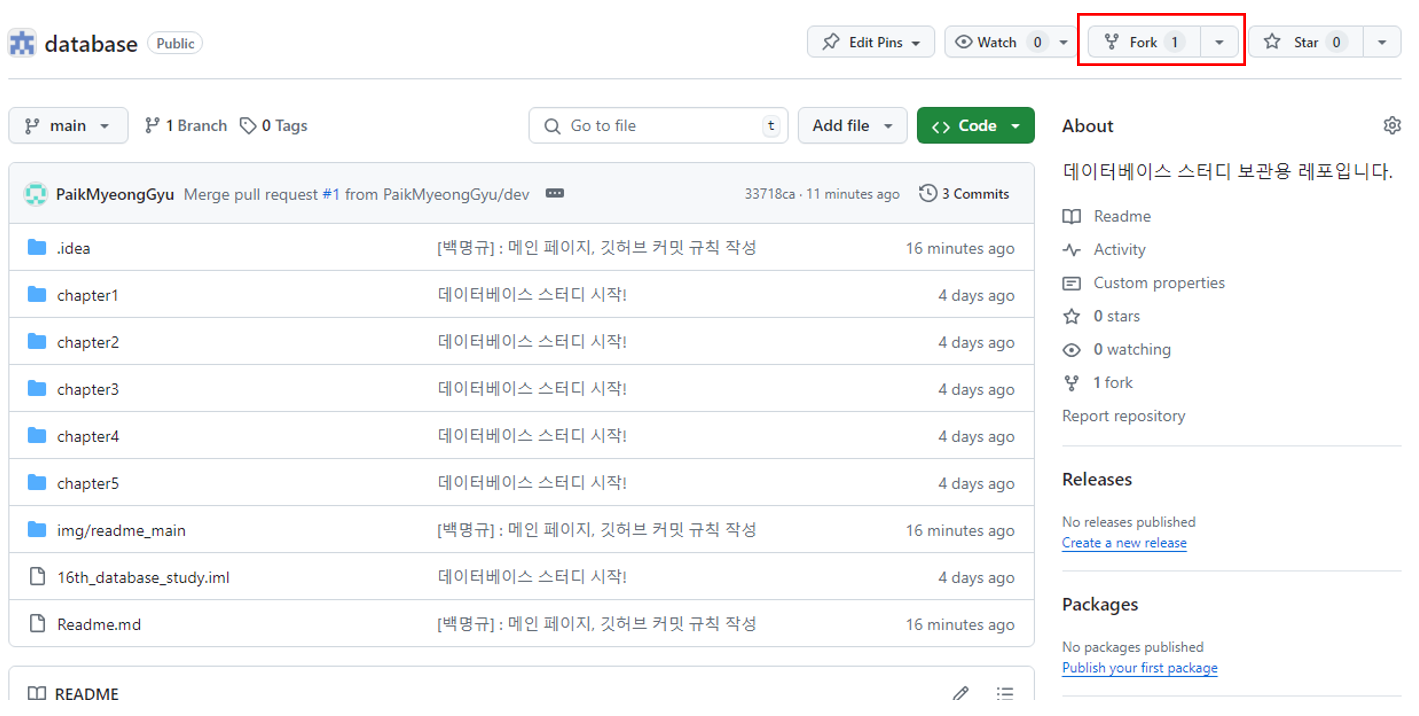 database Public Edit Pins Watch 0 Fork 1 Star 0
main 1 Branch 0 Tags Go to file t Add file Code
About
데이터베이스 스터디 보관용 레포입니다.
PaikMyeongGyu Merge pull request #1 from PaikMyeongGyu/dev 33718ca · 11 minutes ago 3 Commits
.idea [백명규] : 메인 페이지, 깃허브 커밋 규칙 작성 16 minutes ago
chapter1 데이터베이스 스터디 시작! 4 days ago
chapter2 데이터베이스 스터디 시작! 4 days ago
chapter3 데이터베이스 스터디 시작! 4 days ago
chapter4 데이터베이스 스터디 시작! 4 days ago
chapter5 데이터베이스 스터디 시작! 4 days ago
img/readme_main [백명규] : 메인 페이지, 깃허브 커밋 규칙 작성 16 minutes ago
16th_database_study.iml 데이터베이스 스터디 시작! 4 days ago
Readme.md [백명규] : 메인 페이지, 깃허브 커밋 규칙 작성 16 minutes ago
README
Readme
Activity
Custom properties
0 stars
0 watching
1 fork
Report repository
Releases
No releases published
Create a new release
Packages
No packages published
Publish your first package